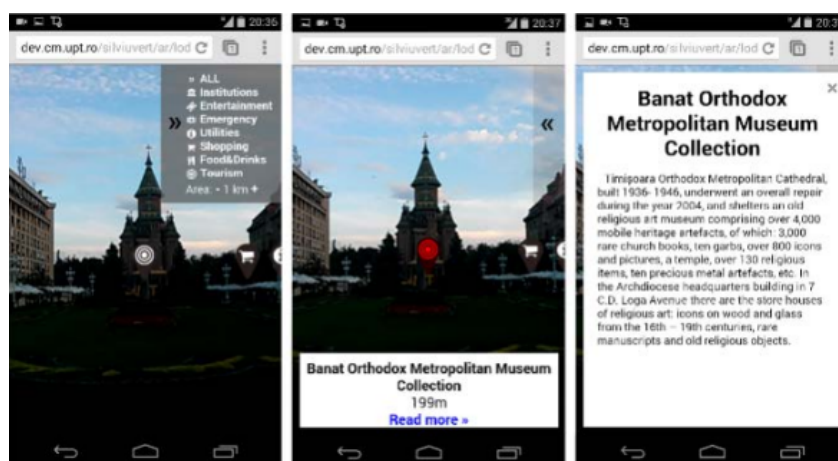 20:36
dev.cm.upt.ro/silviuvert/ar/lod
ALL
Institutions
Entertainment
Emergency
Utilities
Shopping
Food&Drinks
Tourism
Area: - 1 km +
20:37
dev.cm.upt.ro/silviuvert/ar/lod
Banat Orthodox Metropolitan Museum
Collection
199m
Read more »
20:3
dev.cm.upt.ro/silviuvert/ar/lod
Banat Orthodox
Metropolitan Museum
Collection
Timișoara Orthodox Metropolitan Cathedral,
built 1936- 1946, underwent an overall repair
during the year 2004, and shelters an old
religious art museum comprising over 4,000
mobile heritage artefacts, of which: 3,000
rare church books, ten garbs, over 800 icons
and pictures, a temple, over 130 religious
items, ten precious metal artefacts, etc. In
the Archdiocese headquarters building in 7
C.D. Loga Avenue there are the store houses
of religious art: icons on wood and glass
from the 16th – 19th centuries, rare
manuscripts and old religious objects.